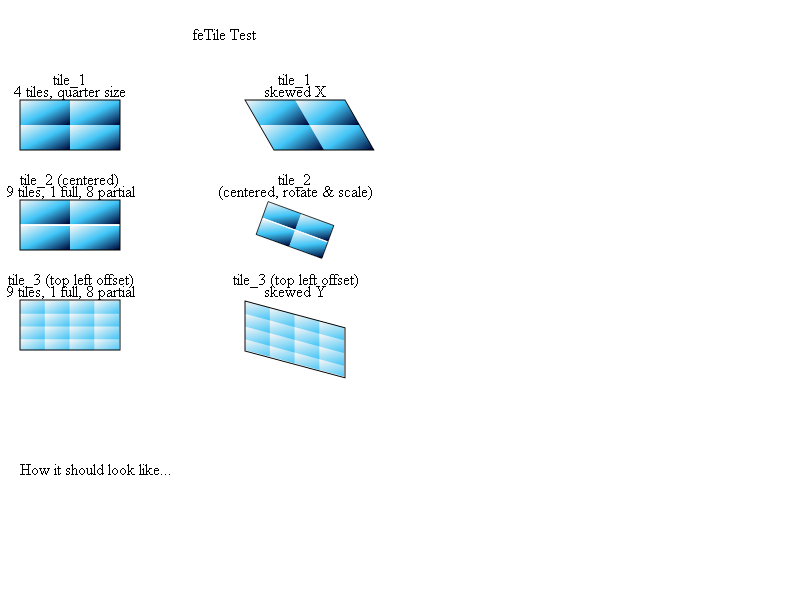 feTile Test
tile_1
4 tiles, quarter size
tile_1
skewed X
tile_2 (centered)
9 tiles, 1 full, 8 partial
tile_2
(centered, rotate & scale)
tile_3 (top left offset)
9 tiles, 1 full, 8 partial
tile_3 (top left offset)
skewed Y
How it should look like...